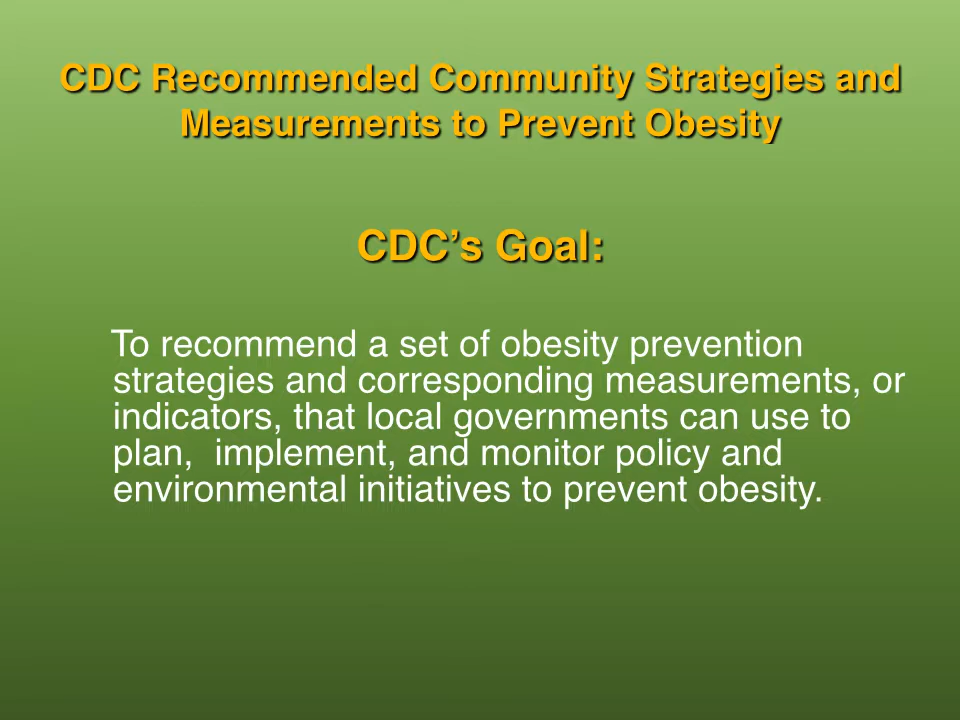 CDC Recommended Community Strategies and
Measurements to Prevent Obesity
CDC’s Goal:
To recommend a set of obesity prevention
strategies and corresponding measurements, or
indicators, that local governments can use to
plan,  implement, and monitor policy and
environmental initiatives to prevent obesity.